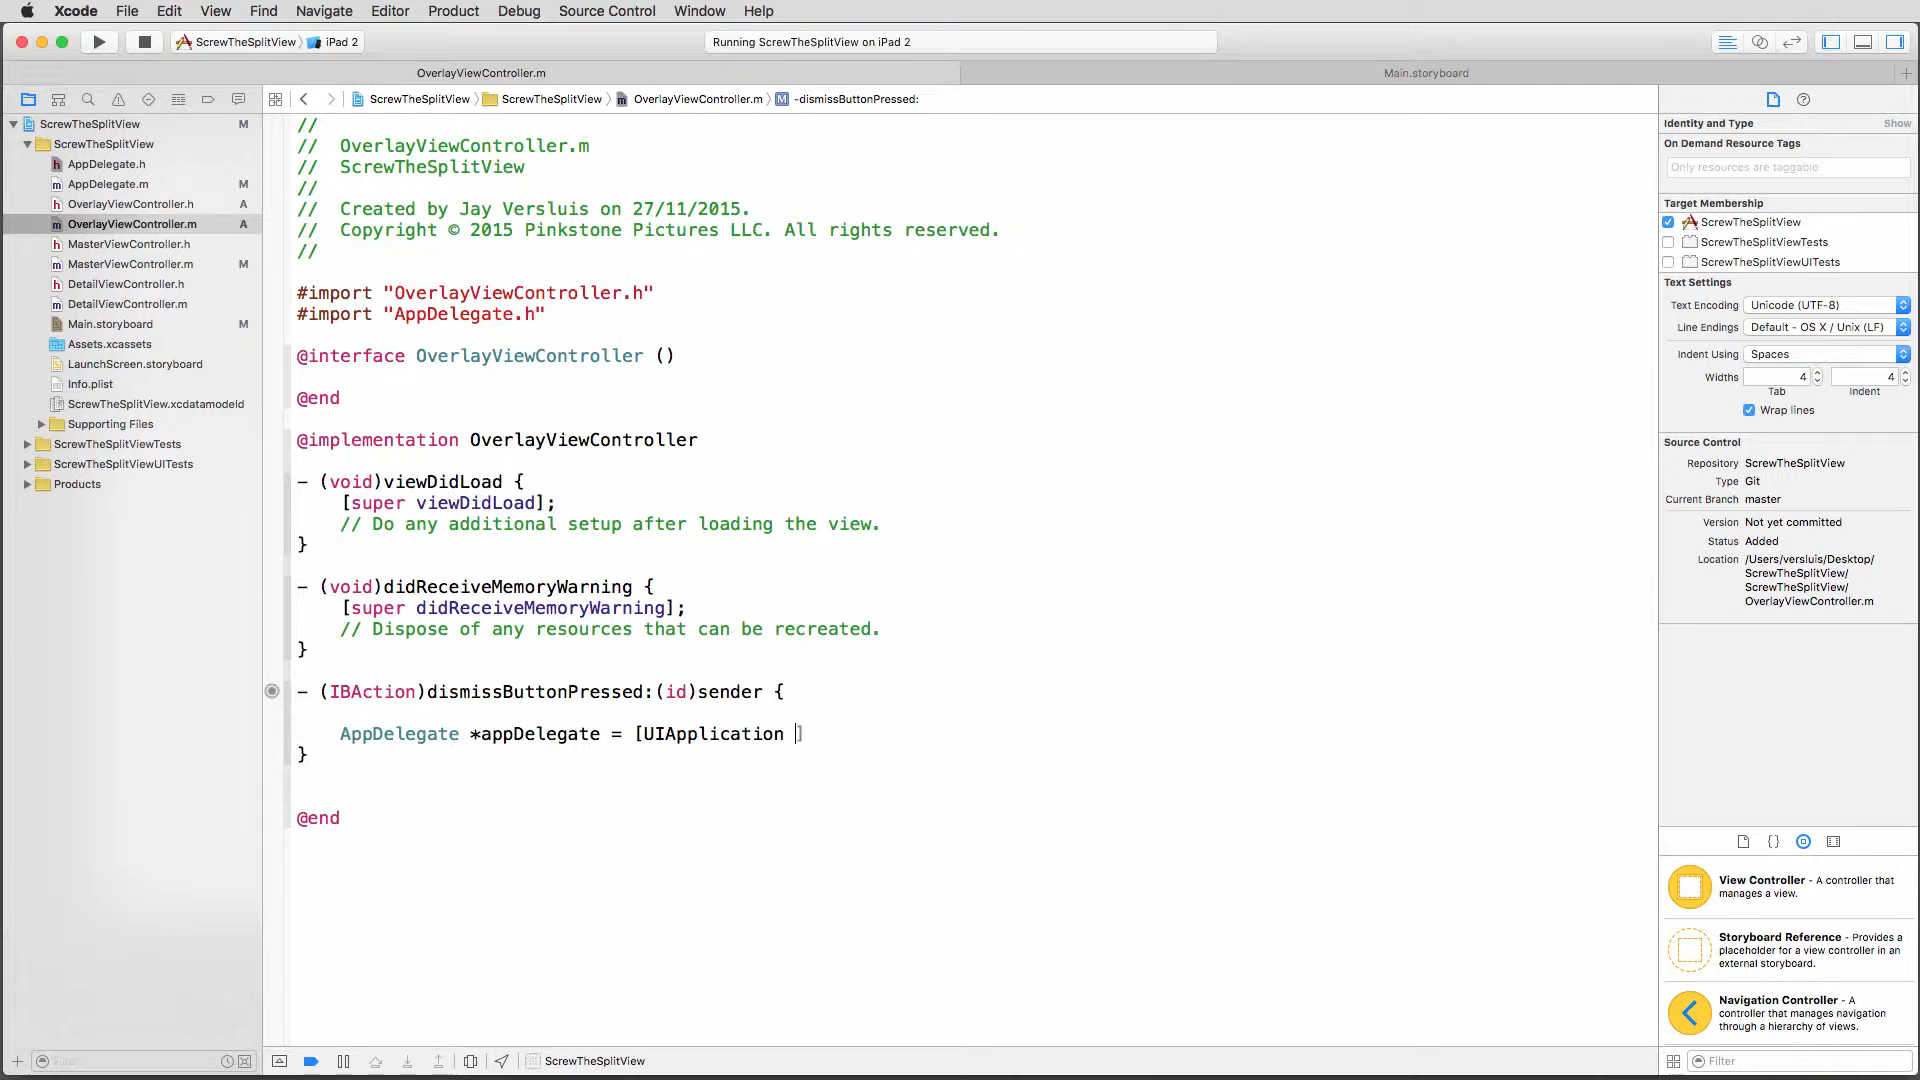 Xcode File Edit View Find Navigate Editor Product Debug Source Control Window Help
ScrewTheSplitView iPad 2
Running ScrewTheSplitView on iPad 2
OverlayViewController.m
Main.storyboard
ScrewTheSplitView ScrewTheSplitView OverlayViewController.m M -dismissButtonPressed:
ScrewTheSplitView M
ScrewTheSplitView
h AppDelegate.h
m AppDelegate.m M
h OverlayViewController.h A
m OverlayViewController.m A
h MasterViewController.h
m MasterViewController.m M
h DetailViewController.h
m DetailViewController.m
Main.storyboard M
Assets.xcassets
LaunchScreen.storyboard
Info.plist
ScrewTheSplitView.xcdatamodeld
Supporting Files
ScrewTheSplitViewTests
ScrewTheSplitViewUITests
Products
Filter
//
// OverlayViewController.m
// ScrewTheSplitView
//
// Created by Jay Versluis on 27/11/2015.
// Copyright © 2015 Pinkstone Pictures LLC. All rights reserved.
//
#import "OverlayViewController.h"
#import "AppDelegate.h"
@interface OverlayViewController ()
@end
@implementation OverlayViewController
- (void)viewDidLoad {
[super viewDidLoad];
// Do any additional setup after loading the view.
}
- (void)didReceiveMemoryWarning {
[super didReceiveMemoryWarning];
// Dispose of any resources that can be recreated.
}
- (IBAction)dismissButtonPressed:(id)sender {
AppDelegate *appDelegate = [UIApplication ]
}
@end
ScrewTheSplitView
Identity and Type Show
On Demand Resource Tags
Only resources are taggable
Target Membership
ScrewTheSplitView
ScrewTheSplitViewTests
ScrewTheSplitViewUITests
Text Settings
Text Encoding Unicode (UTF-8)
Line Endings Default - OS X / Unix (LF)
Indent Using Spaces
Widths 4 4
Tab Indent
Wrap lines
Source Control
Repository ScrewTheSplitView
Type Git
Current Branch master
Version Not yet committed
Status Added
Location /Users/versluis/Desktop/
ScrewTheSplitView/
ScrewTheSplitView/
OverlayViewController.m
View Controller - A controller that
manages a view.
Storyboard Reference - Provides a
placeholder for a view controller in an
external storyboard.
Navigation Controller - A
controller that manages navigation
through a hierarchy of views.
Filter